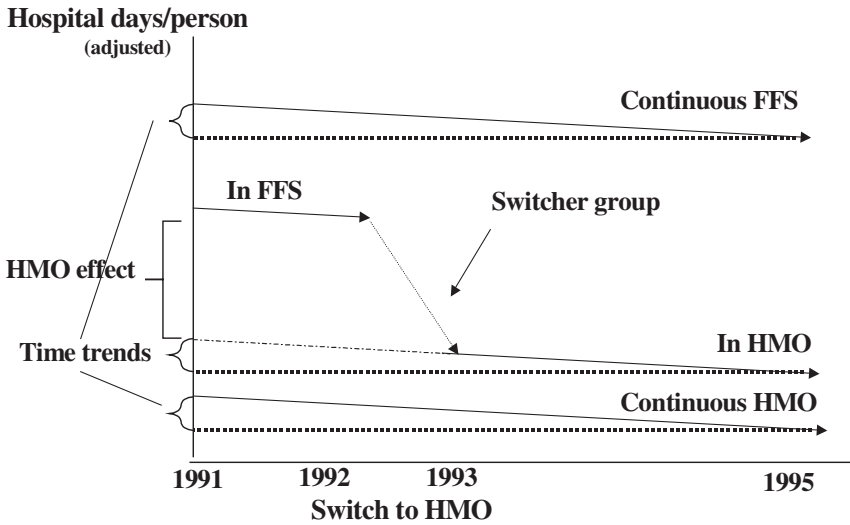 Hospital days/person
(adjusted)
Continuous FFS
In FFS
Switcher group
HMO effect
Time trends
In HMO
Continuous HMO
1991
1992
1993
1995
Switch to HMO